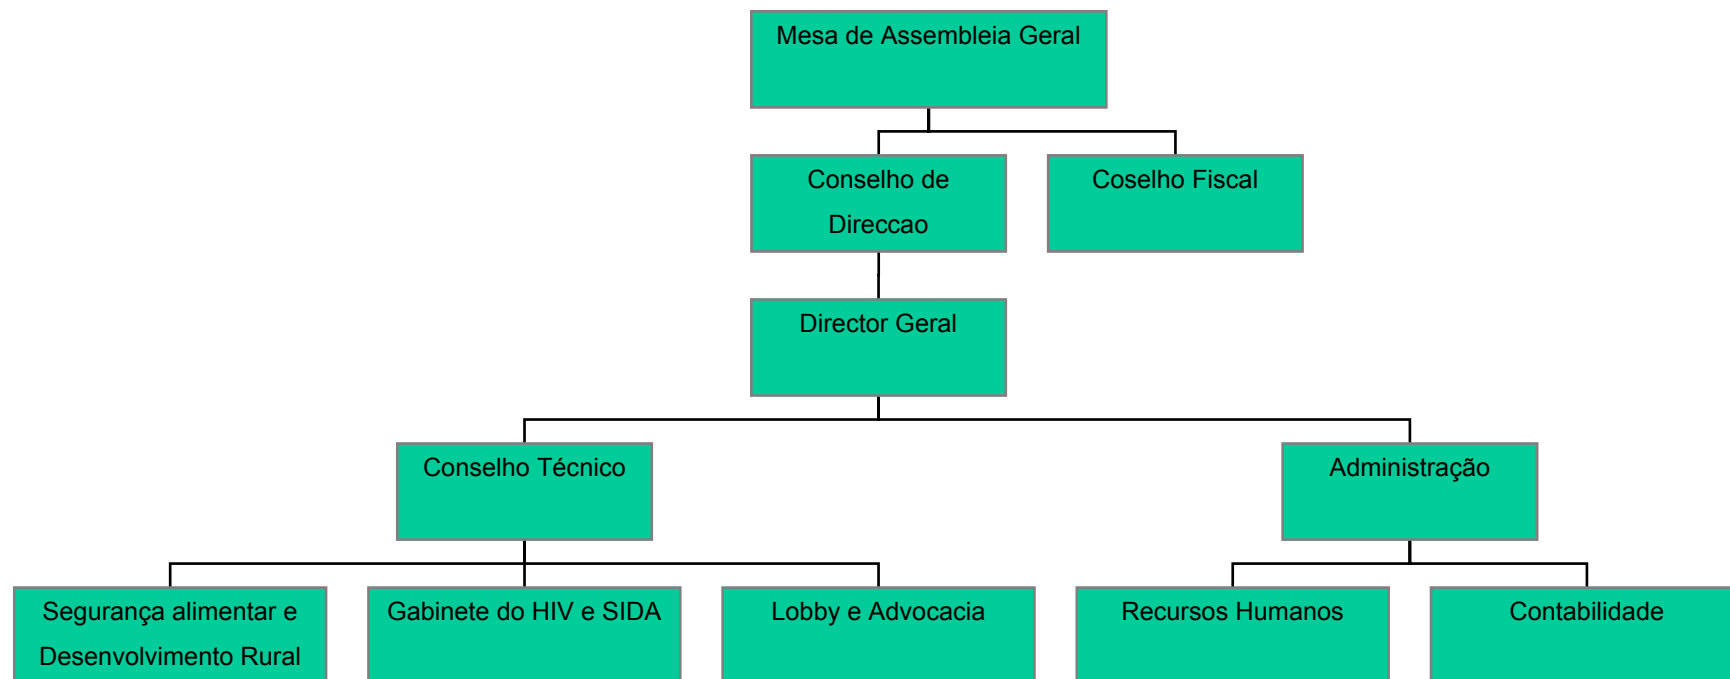 Mesa de Assembleia Geral
Conselho de
Direccao
Coselho Fiscal
Director Geral
Conselho Técnico
Administração
Segurança alimentar e
Desenvolvimento Rural
Gabinete do HIV e SIDA
Lobby e Advocacia
Recursos Humanos
Contabilidade